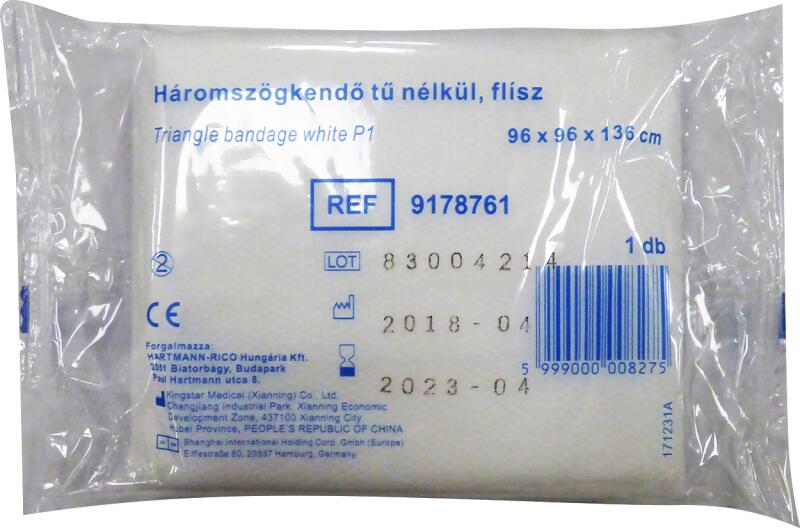 Háromszögkendő tű nélkül, flísz
Triangle bandage white P1
96 x 96 x 136 cm
REF 9178761
1 db
2
LOT 83004214
CE
2018-04
2023-04
5 999000 008275
Forgalmazza:
HARTMANN-RICO Hungária Kft.
2051 Biatorbágy, Budapark
Paul Hartmann utca 8.
Kingstar Medical (Xianning) Co., Ltd.
Changjiang Industrial Park, Xianning Economic
Development Zone, 437100 Xianning City
Hubei Province, PEOPLE'S REPUBLIC OF CHINA
Shanghai International Holding Corp. Gmbh (Europe)
Eiffestraße 80, 20537 Hamburg, Germany
171231A